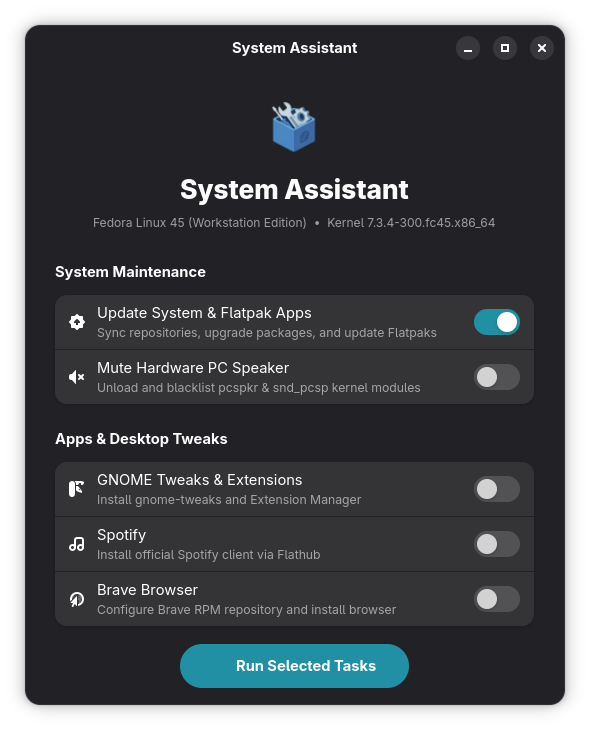 System Assistant
System Assistant
Fedora Linux 45 (Workstation Edition) • Kernel 7.3.4-300.fc45.x86_64
System Maintenance
Update System & Flatpak Apps
Sync repositories, upgrade packages, and update Flatpaks
Mute Hardware PC Speaker
Unload and blacklist pcspkr & snd_pcsp kernel modules
Apps & Desktop Tweaks
GNOME Tweaks & Extensions
Install gnome-tweaks and Extension Manager
Spotify
Install official Spotify client via Flathub
Brave Browser
Configure Brave RPM repository and install browser
Run Selected Tasks